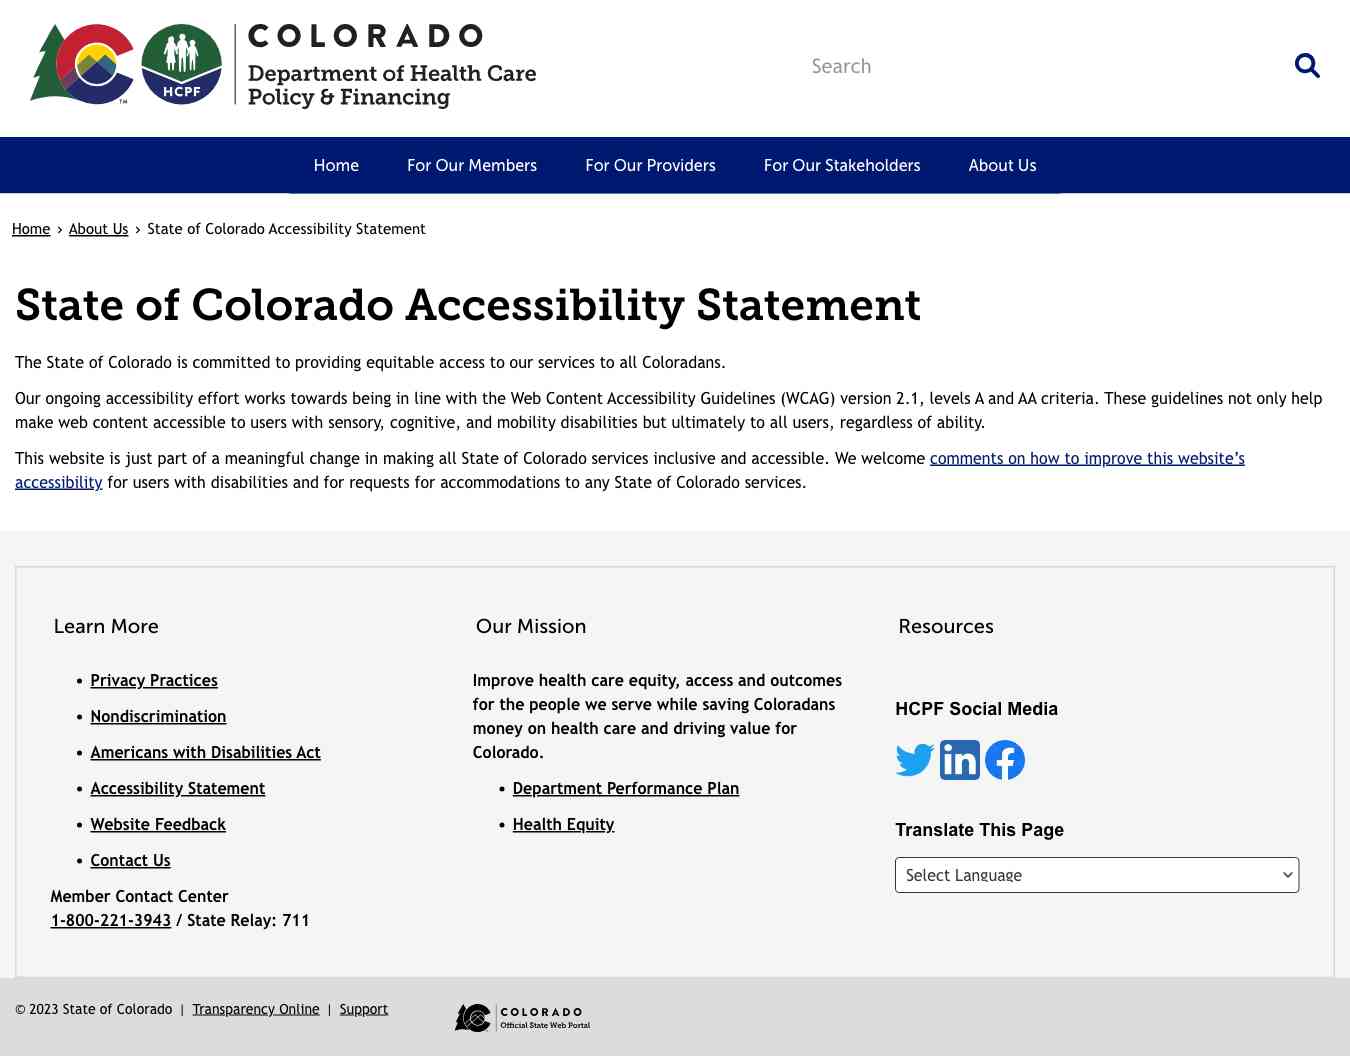 COLORADO
Department of Health Care
Policy & Financing
HCPF
TM
Search
Home
For Our Members
For Our Providers
For Our Stakeholders
About Us
Home › About Us › State of Colorado Accessibility Statement
State of Colorado Accessibility Statement
The State of Colorado is committed to providing equitable access to our services to all Coloradans.
Our ongoing accessibility effort works towards being in line with the Web Content Accessibility Guidelines (WCAG) version 2.1, levels A and AA criteria. These guidelines not only help
make web content accessible to users with sensory, cognitive, and mobility disabilities but ultimately to all users, regardless of ability.
This website is just part of a meaningful change in making all State of Colorado services inclusive and accessible. We welcome comments on how to improve this website’s
accessibility for users with disabilities and for requests for accommodations to any State of Colorado services.
Learn More
• Privacy Practices
• Nondiscrimination
• Americans with Disabilities Act
• Accessibility Statement
• Website Feedback
• Contact Us
Member Contact Center
1-800-221-3943 / State Relay: 711
Our Mission
Improve health care equity, access and outcomes
for the people we serve while saving Coloradans
money on health care and driving value for
Colorado.
• Department Performance Plan
• Health Equity
Resources
HCPF Social Media
in
Translate This Page
Select Language
© 2023 State of Colorado | Transparency Online | Support
COLORADO
Official State Web Portal